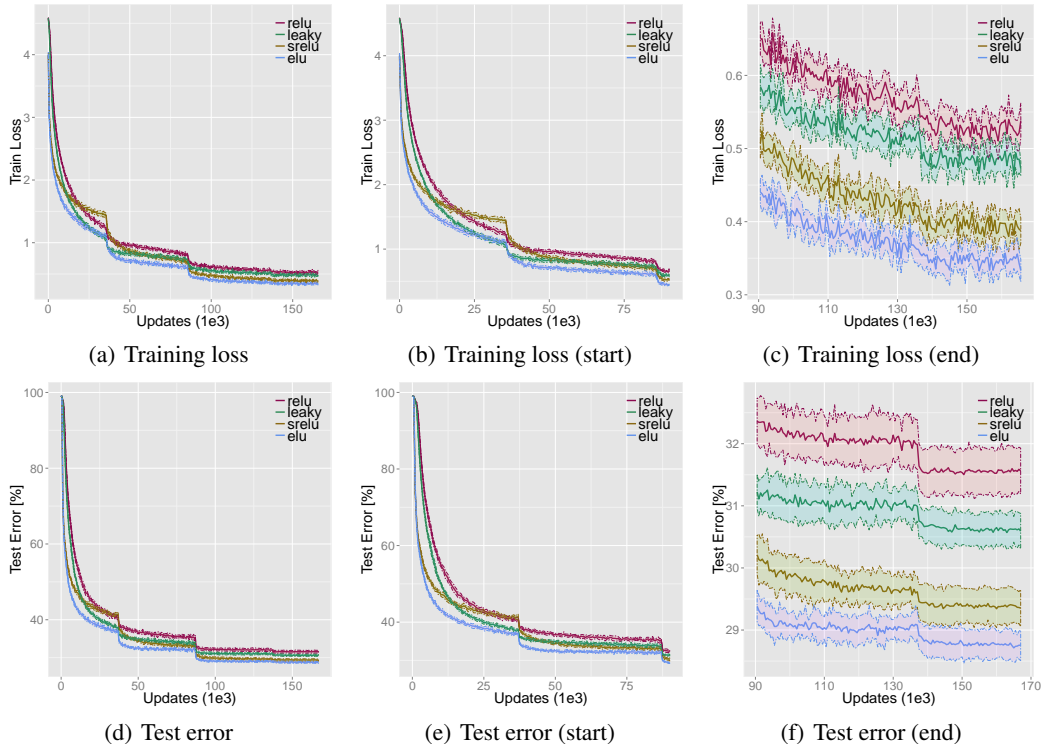 relu
leaky
srelu
elu
4
3
2
1
0
50
100
150
Train Loss
Updates (1e3)
(a) Training loss
relu
leaky
srelu
elu
4
3
2
1
0
25
50
75
Train Loss
Updates (1e3)
(b) Training loss (start)
relu
leaky
srelu
elu
0.6
0.5
0.4
0.3
90
110
130
150
Train Loss
Updates (1e3)
(c) Training loss (end)
relu
leaky
srelu
elu
100
80
60
40
0
50
100
150
Test Error [%]
Updates (1e3)
(d) Test error
relu
leaky
srelu
elu
100
80
60
40
0
25
50
75
Test Error [%]
Updates (1e3)
(e) Test error (start)
relu
leaky
srelu
elu
32
31
30
29
90
110
130
150
170
Test Error [%]
Updates (1e3)
(f) Test error (end)